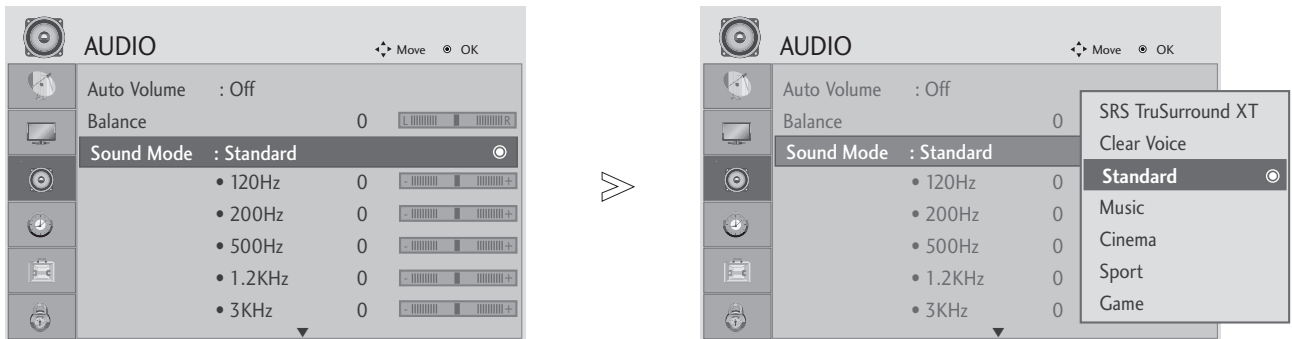 AUDIO
Move OK
Auto Volume : Off
Balance 0 L R
Sound Mode : Standard
• 120Hz 0 - +
• 200Hz 0 - +
• 500Hz 0 - +
• 1.2KHz 0 - +
• 3KHz 0 - +
AUDIO
Move OK
Auto Volume : Off
Balance 0
Sound Mode : Standard
• 120Hz 0
• 200Hz 0
• 500Hz 0
• 1.2KHz 0
• 3KHz 0
SRS TruSurround XT
Clear Voice
Standard
Music
Cinema
Sport
Game